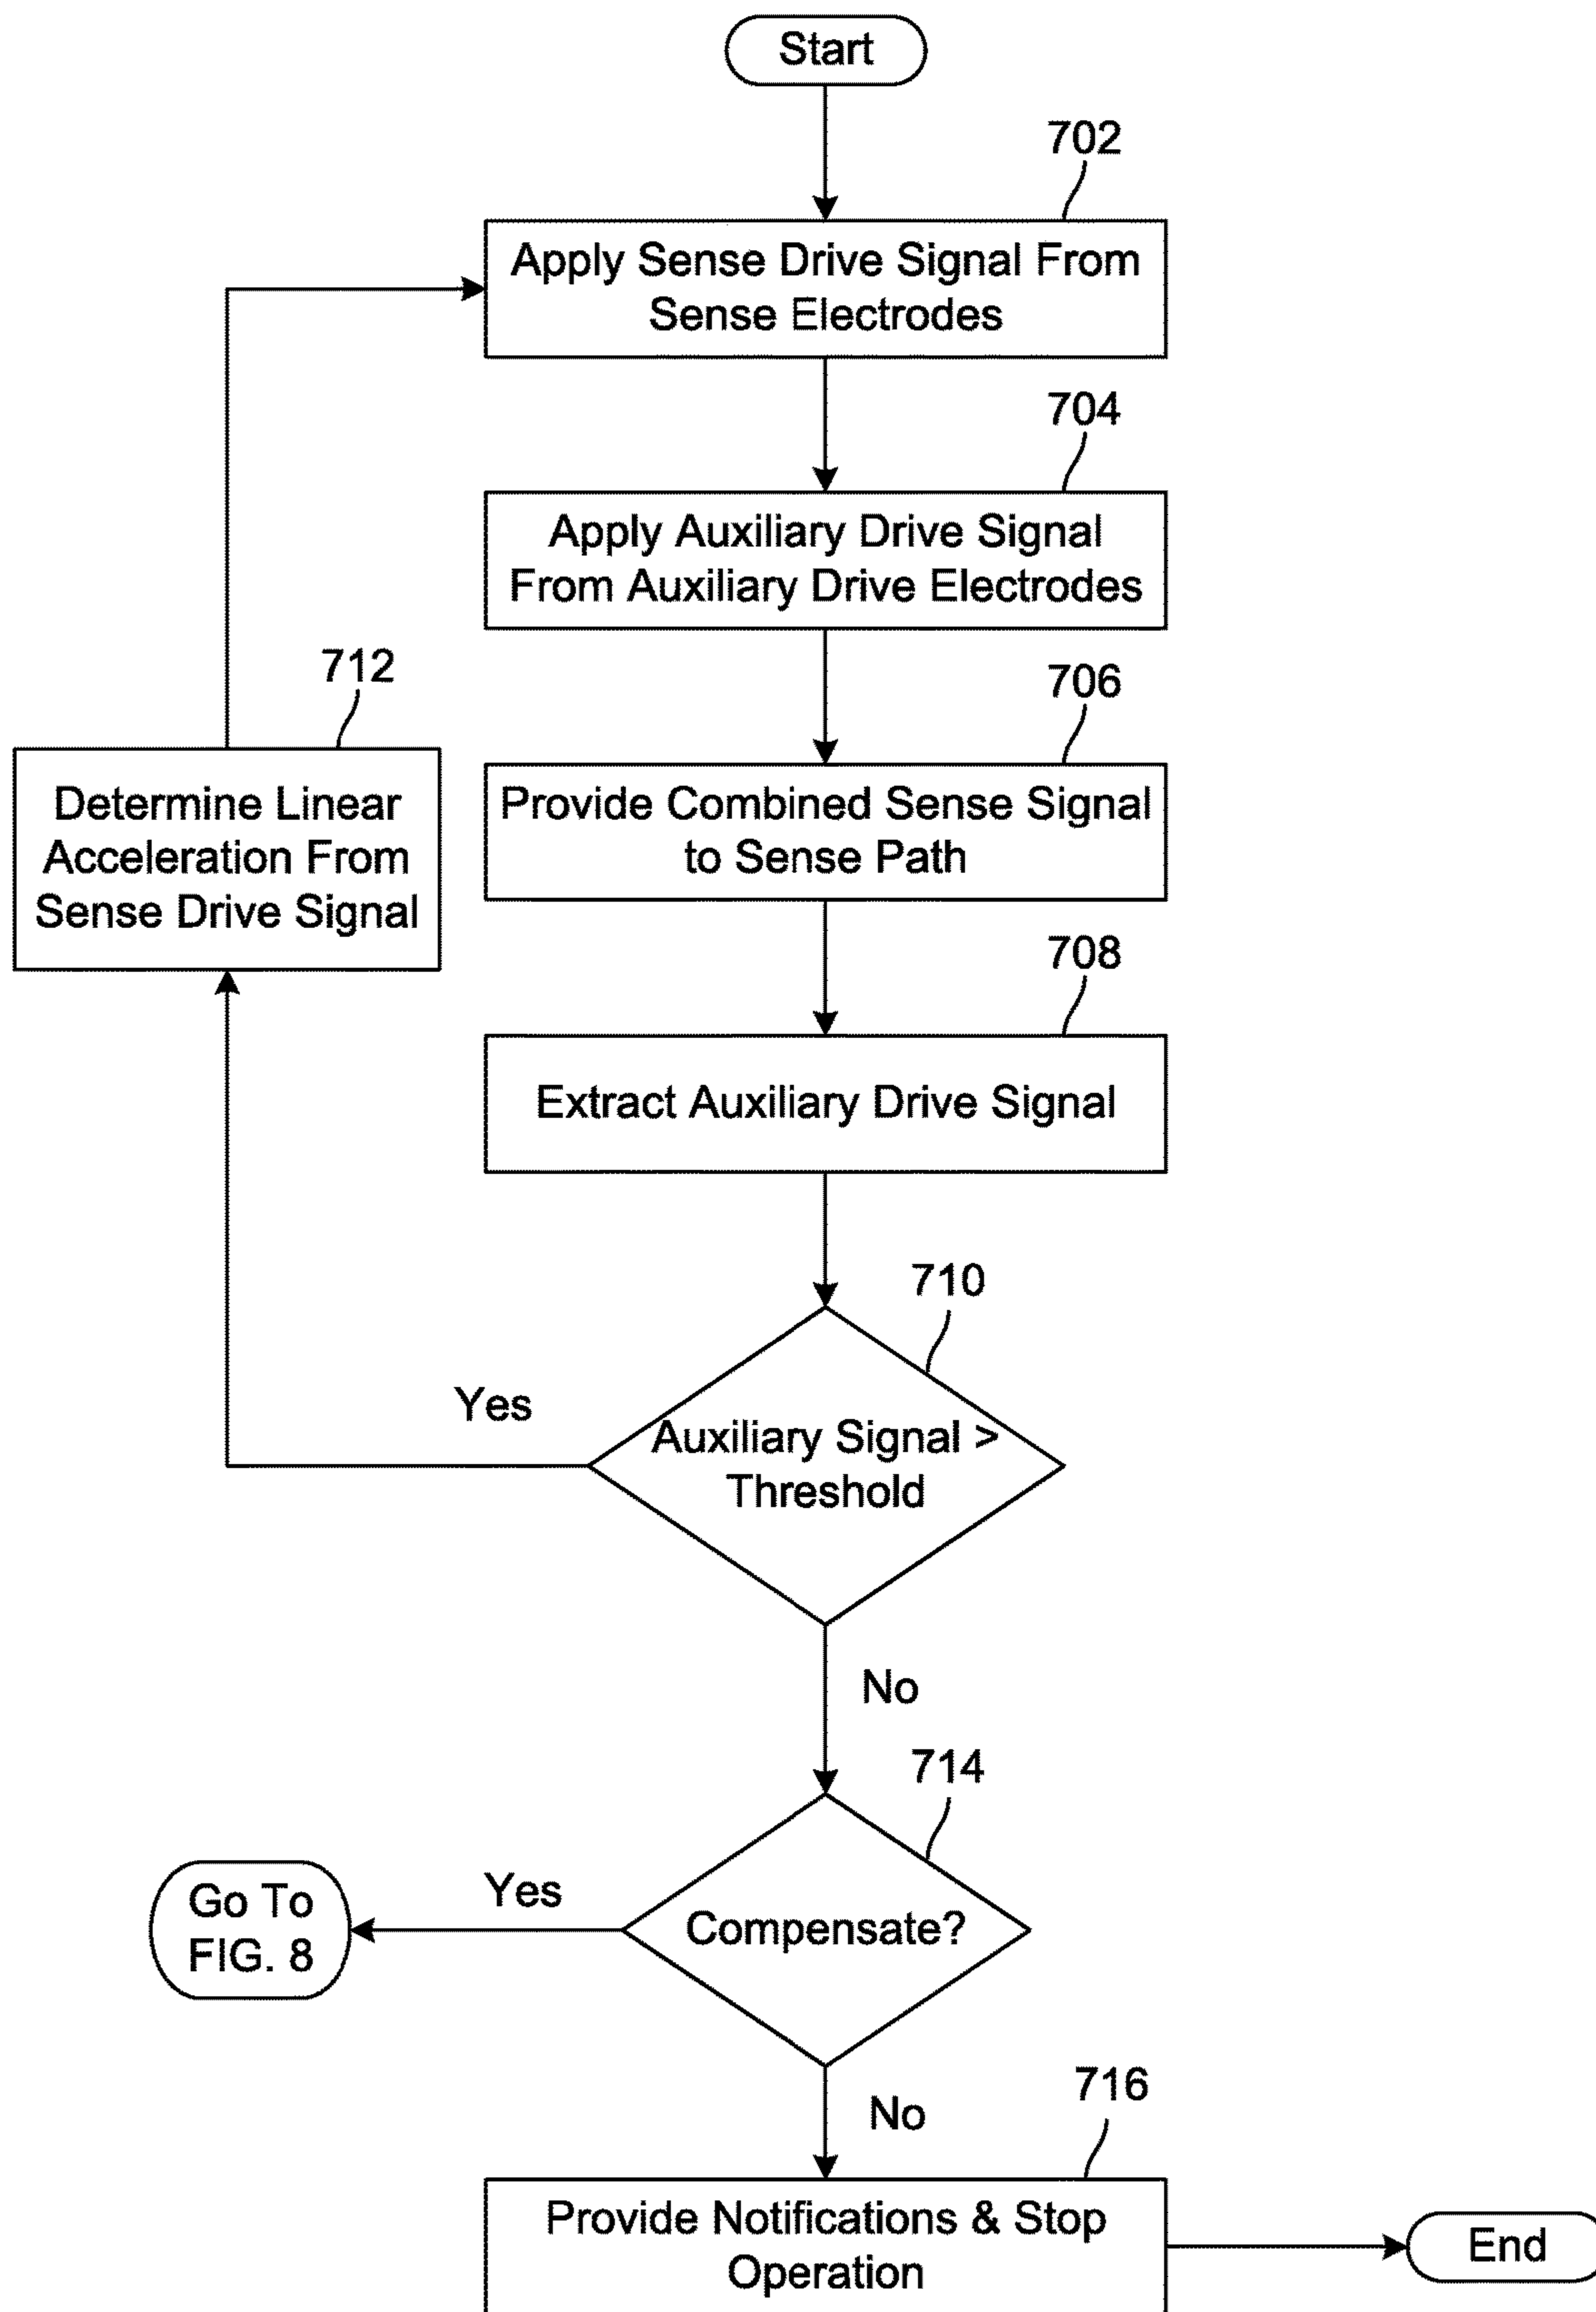 Start
702
Apply Sense Drive Signal From
Sense Electrodes
704
Apply Auxiliary Drive Signal
From Auxiliary Drive Electrodes
712
Determine Linear
Acceleration From
Sense Drive Signal
706
Provide Combined Sense Signal
to Sense Path
708
Extract Auxiliary Drive Signal
710
Yes
Auxiliary Signal >
Threshold
No
714
Go To
FIG. 8
Yes
Compensate?
No
716
Provide Notifications & Stop
Operation
End